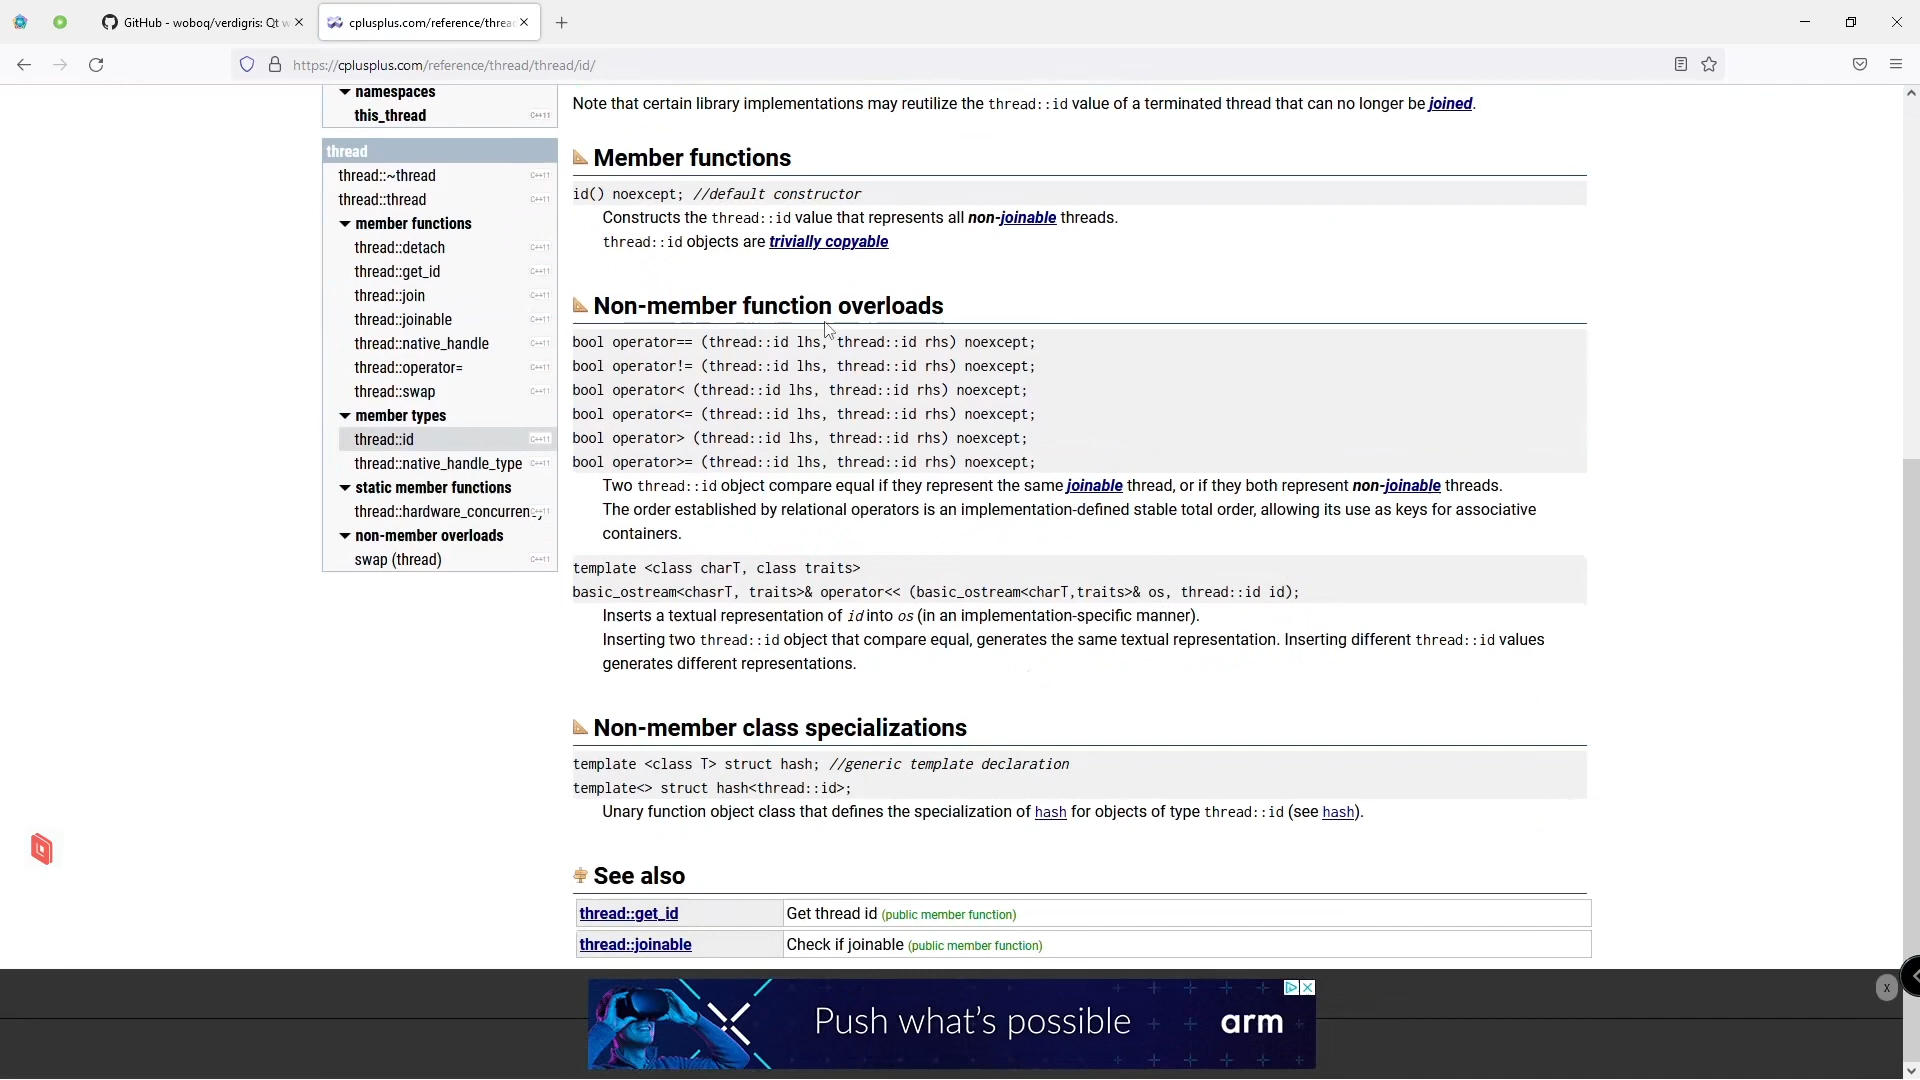 GitHub - woboq/verdigris: Qt w
cplusplus.com/reference/threa
https://cplusplus.com/reference/thread/thread/id/
namespaces
this_thread C++11
thread
thread::~thread C++11
thread::thread C++11
member functions
thread::detach C++11
thread::get_id C++11
thread::join C++11
thread::joinable C++11
thread::native_handle C++11
thread::operator= C++11
thread::swap C++11
member types
thread::id C++11
thread::native_handle_type C++11
static member functions
thread::hardware_concurrency C++11
non-member overloads
swap (thread) C++11
Note that certain library implementations may reutilize the thread::id value of a terminated thread that can no longer be joined.
Member functions
id() noexcept; //default constructor
Constructs the thread::id value that represents all non-joinable threads.
thread::id objects are trivially copyable
Non-member function overloads
bool operator== (thread::id lhs, thread::id rhs) noexcept;
bool operator!= (thread::id lhs, thread::id rhs) noexcept;
bool operator< (thread::id lhs, thread::id rhs) noexcept;
bool operator<= (thread::id lhs, thread::id rhs) noexcept;
bool operator> (thread::id lhs, thread::id rhs) noexcept;
bool operator>= (thread::id lhs, thread::id rhs) noexcept;
Two thread::id object compare equal if they represent the same joinable thread, or if they both represent non-joinable threads.
The order established by relational operators is an implementation-defined stable total order, allowing its use as keys for associative
containers.
template <class charT, class traits>
basic_ostream<chasrT, traits>& operator<< (basic_ostream<charT,traits>& os, thread::id id);
Inserts a textual representation of id into os (in an implementation-specific manner).
Inserting two thread::id object that compare equal, generates the same textual representation. Inserting different thread::id values
generates different representations.
Non-member class specializations
template <class T> struct hash; //generic template declaration
template<> struct hash<thread::id>;
Unary function object class that defines the specialization of hash for objects of type thread::id (see hash).
See also
thread::get_id Get thread id (public member function)
thread::joinable Check if joinable (public member function)
Push what's possible arm
x